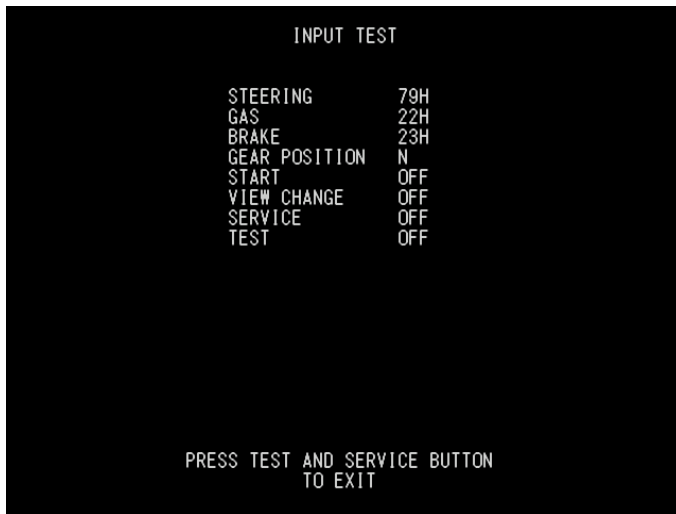 INPUT TEST
STEERING 79H
GAS 22H
BRAKE 23H
GEAR POSITION N
START OFF
VIEW CHANGE OFF
SERVICE OFF
TEST OFF
PRESS TEST AND SERVICE BUTTON
TO EXIT